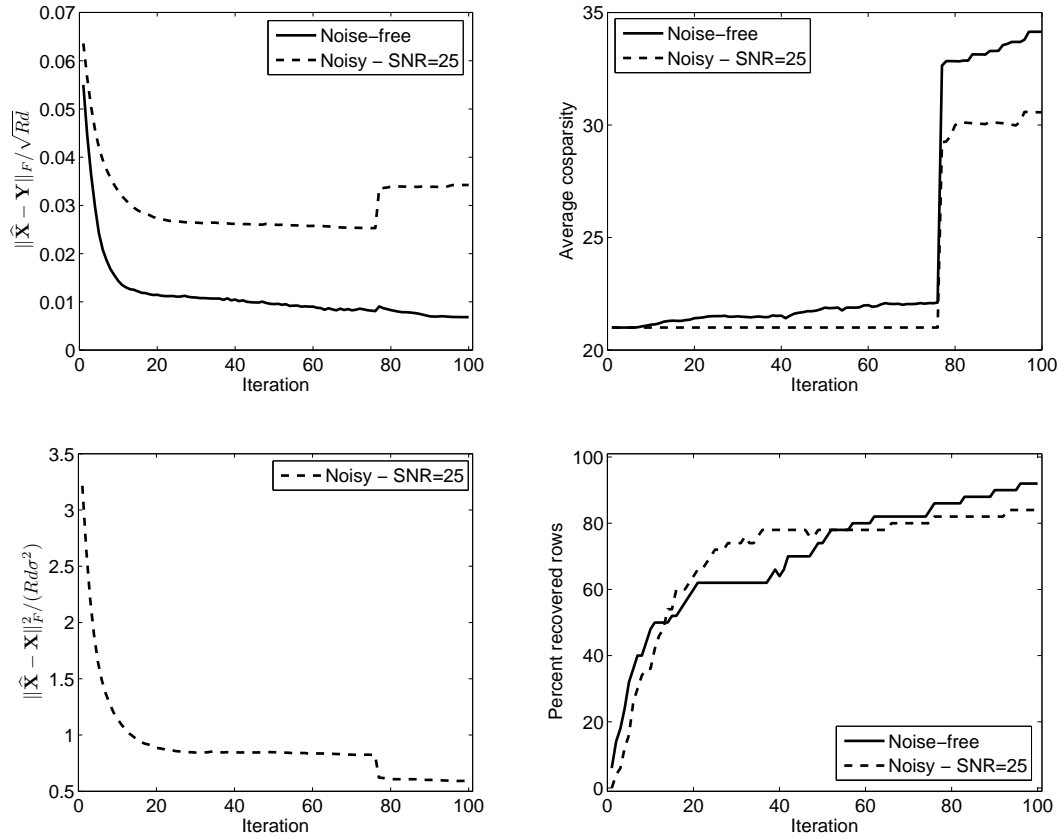 0.07
0.06
0.05
0.04
0.03
0.02
0.01
0
0 20 40 60 80 100
Iteration
‖X̂ − Y‖_F/√Rd
Noise−free
Noisy − SNR=25
35
30
25
20
0 20 40 60 80 100
Iteration
Average cosparsity
Noise−free
Noisy − SNR=25
3.5
3
2.5
2
1.5
1
0.5
0 20 40 60 80 100
Iteration
‖X̂ − X‖²_F/(Rdσ²)
Noisy − SNR=25
100
80
60
40
20
0
0 20 40 60 80 100
Iteration
Percent recovered rows
Noise−free
Noisy − SNR=25